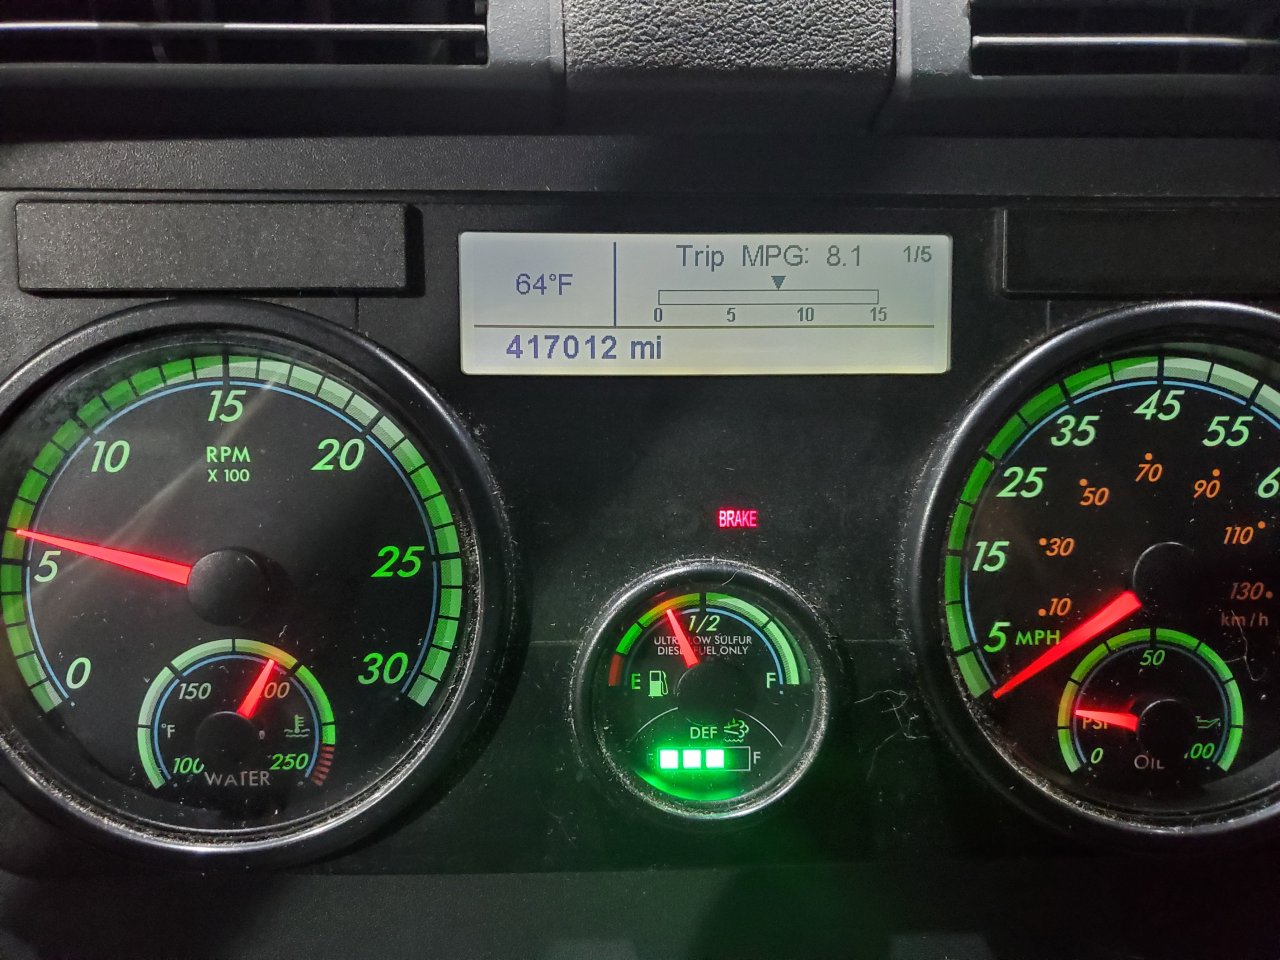 Trip MPG: 8.1 1/5
64°F
0 5 10 15
417012 mi
15
10 20
RPM
X 100
5 25
0 30
150
°F
100 250
WATER
BRAKE
1/2
ULTRA LOW SULFUR
DIESEL FUEL ONLY
E F
DEF
F
45
35 55
25
15
5 MPH
70
50 90
30 110
10 130
km/h
50
PSI
0
OIL